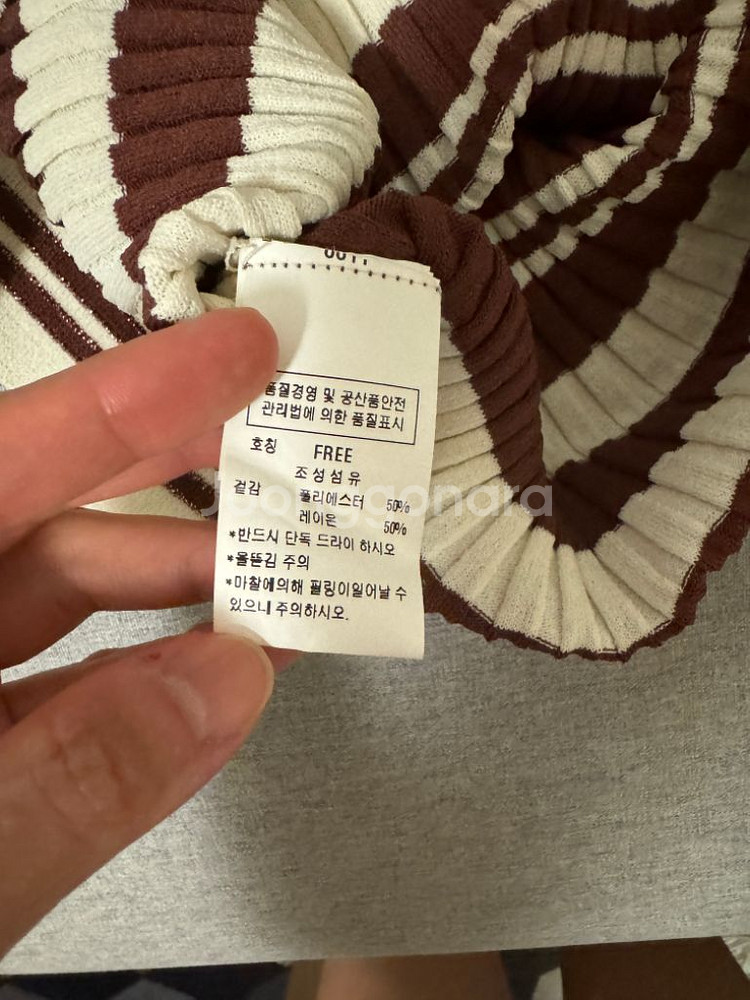 품질경영 및 공산품안전
관리법에 의한 품질표시
호칭 FREE
조성섬유
겉감 폴리에스터 50%
레이온 50%
*반드시 단독 드라이 하시오
*올뜯김 주의
*마찰에의해 필링이일어날 수
있으니 주의하시오.
Joonggonara